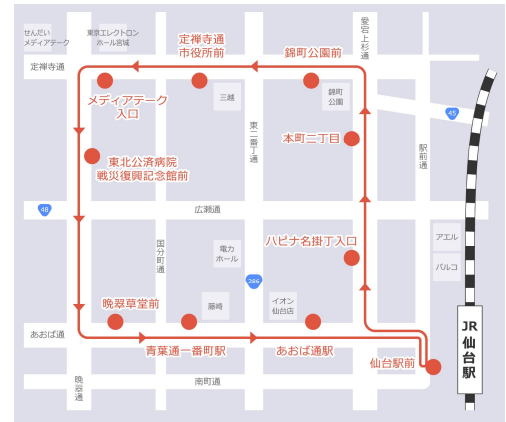 せんだい
メディアテーク
東京エレクトロン
ホール宮城
定禅寺通
市役所前
錦町公園前
愛宕上杉通
定禅寺通
メディアテーク
入口
三越
錦町
公園
45
東二番丁通
本町二丁目
駅前通
東北公済病院
戦災復興記念館前
48
広瀬通
国分町通
電力
ホール
ハピナ名掛丁入口
アエル
パルコ
286
晩翠草堂前
藤崎
イオン
仙台店
あおば通
青葉通一番町駅
あおば通駅
仙台駅前
JR
仙台駅
晩翠通
南町通